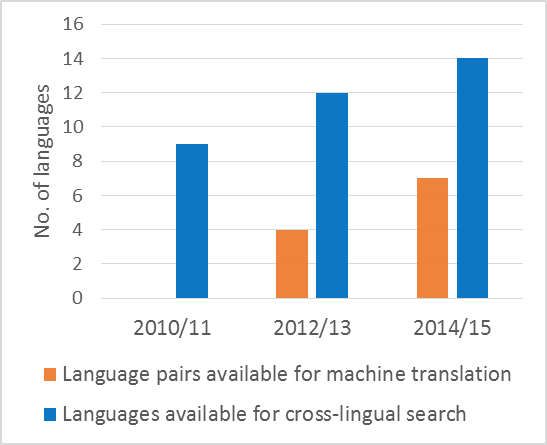 No. of languages
16
14
12
10
8
6
4
2
0
2010/11 2012/13 2014/15
Language pairs available for machine translation
Languages available for cross-lingual search